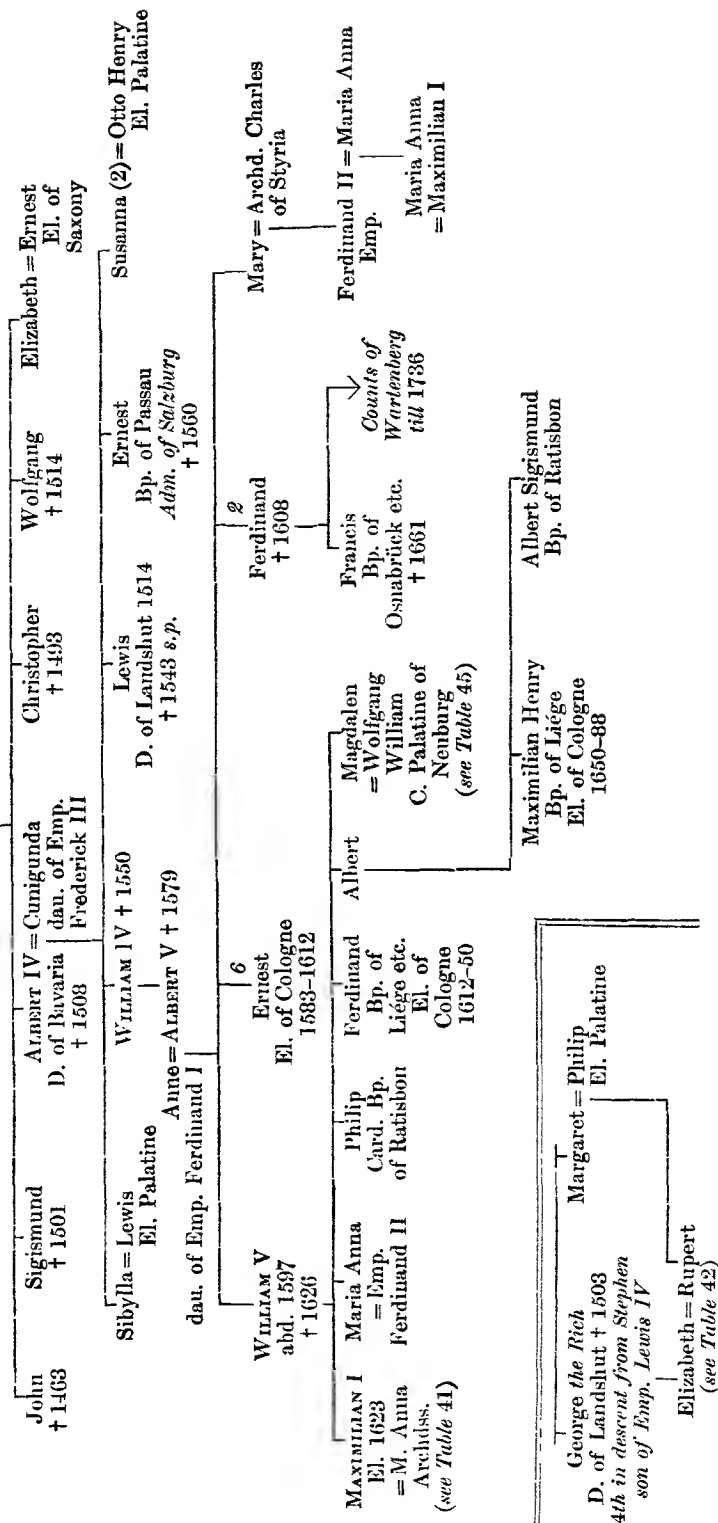 John
†1463
Sigismund
†1501
ALBERT IV = Cunigunda
D. of Bavaria dau. of Emp.
†1508 Frederick III
Christopher
†1493
Wolfgang
†1514
Elizabeth = Ernest
El. of
Saxony
Sibylla = Lewis
El. Palatine
WILLIAM IV †1550
Lewis
D. of Landshut 1514
†1543 s.p.
Ernest
Bp. of Passau
Adm. of Salzburg
†1560
Susanna (2) = Otto Henry
El. Palatine
Anne = ALBERT V †1579
dau. of Emp. Ferdinand I
WILLIAM V
abd. 1597
†1626
6
Ernest
El. of Cologne
1583-1612
2
Ferdinand
†1608
Mary = Archd. Charles
of Styria
MAXIMILIAN I
El. 1623
= M. Anna
Archdss.
(see Table 41)
Maria Anna
= Emp.
Ferdinand II
Philip
Card. Bp.
of Ratisbon
Ferdinand
Bp. of
Liége etc.
El. of
Cologne
1612-50
Albert
Magdalen
= Wolfgang
William
C. Palatine of
Neuburg
(see Table 45)
Francis
Bp. of
Osnabrück etc.
†1661
Counts of
Wartenberg
till 1736
Ferdinand II = Maria Anna
Emp.
Maria Anna
= Maximilian I
Maximilian Henry
Bp. of Liége
El. of Cologne
1650-88
Albert Sigismund
Bp. of Ratisbon
George the Rich
D. of Landshut †1503
4th in descent from Stephen
son of Emp. Lewis IV
Margaret = Philip
El. Palatine
Elizabeth = Rupert
(see Table 42)